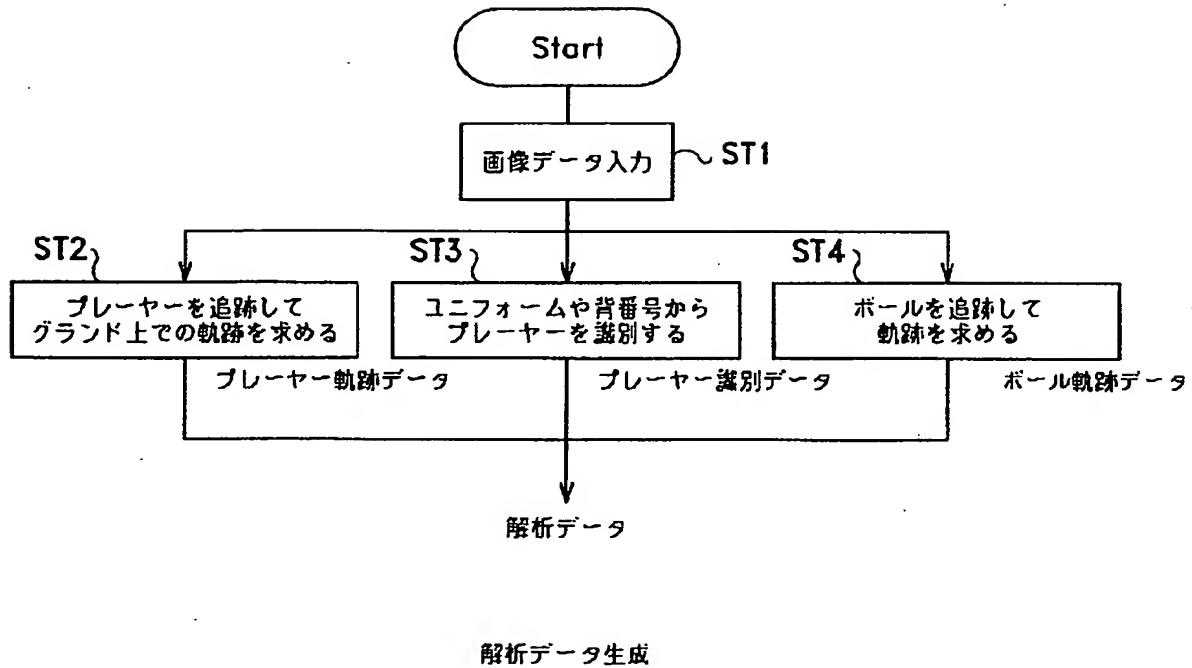 Start
画像データ入力
ST1
ST2
ST3
ST4
プレーヤーを追跡して
グランド上での軌跡を求める
ユニフォームや背番号から
プレーヤーを識別する
ボールを追跡して
軌跡を求める
プレーヤー軌跡データ
プレーヤー識別データ
ボール軌跡データ
解析データ
解析データ生成